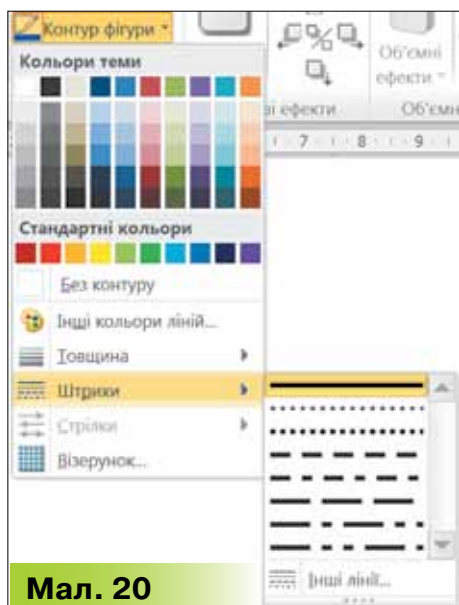 Контур фігури
Об'ємні
ефекти
Кольори теми
ефекти
Об'ємн
7 8 9
Стандартні кольори
Без контуру
Інші кольори ліній...
Товщина
Штрихи
Стрілки
Візерунок...
Інші лінії...
Мал. 20